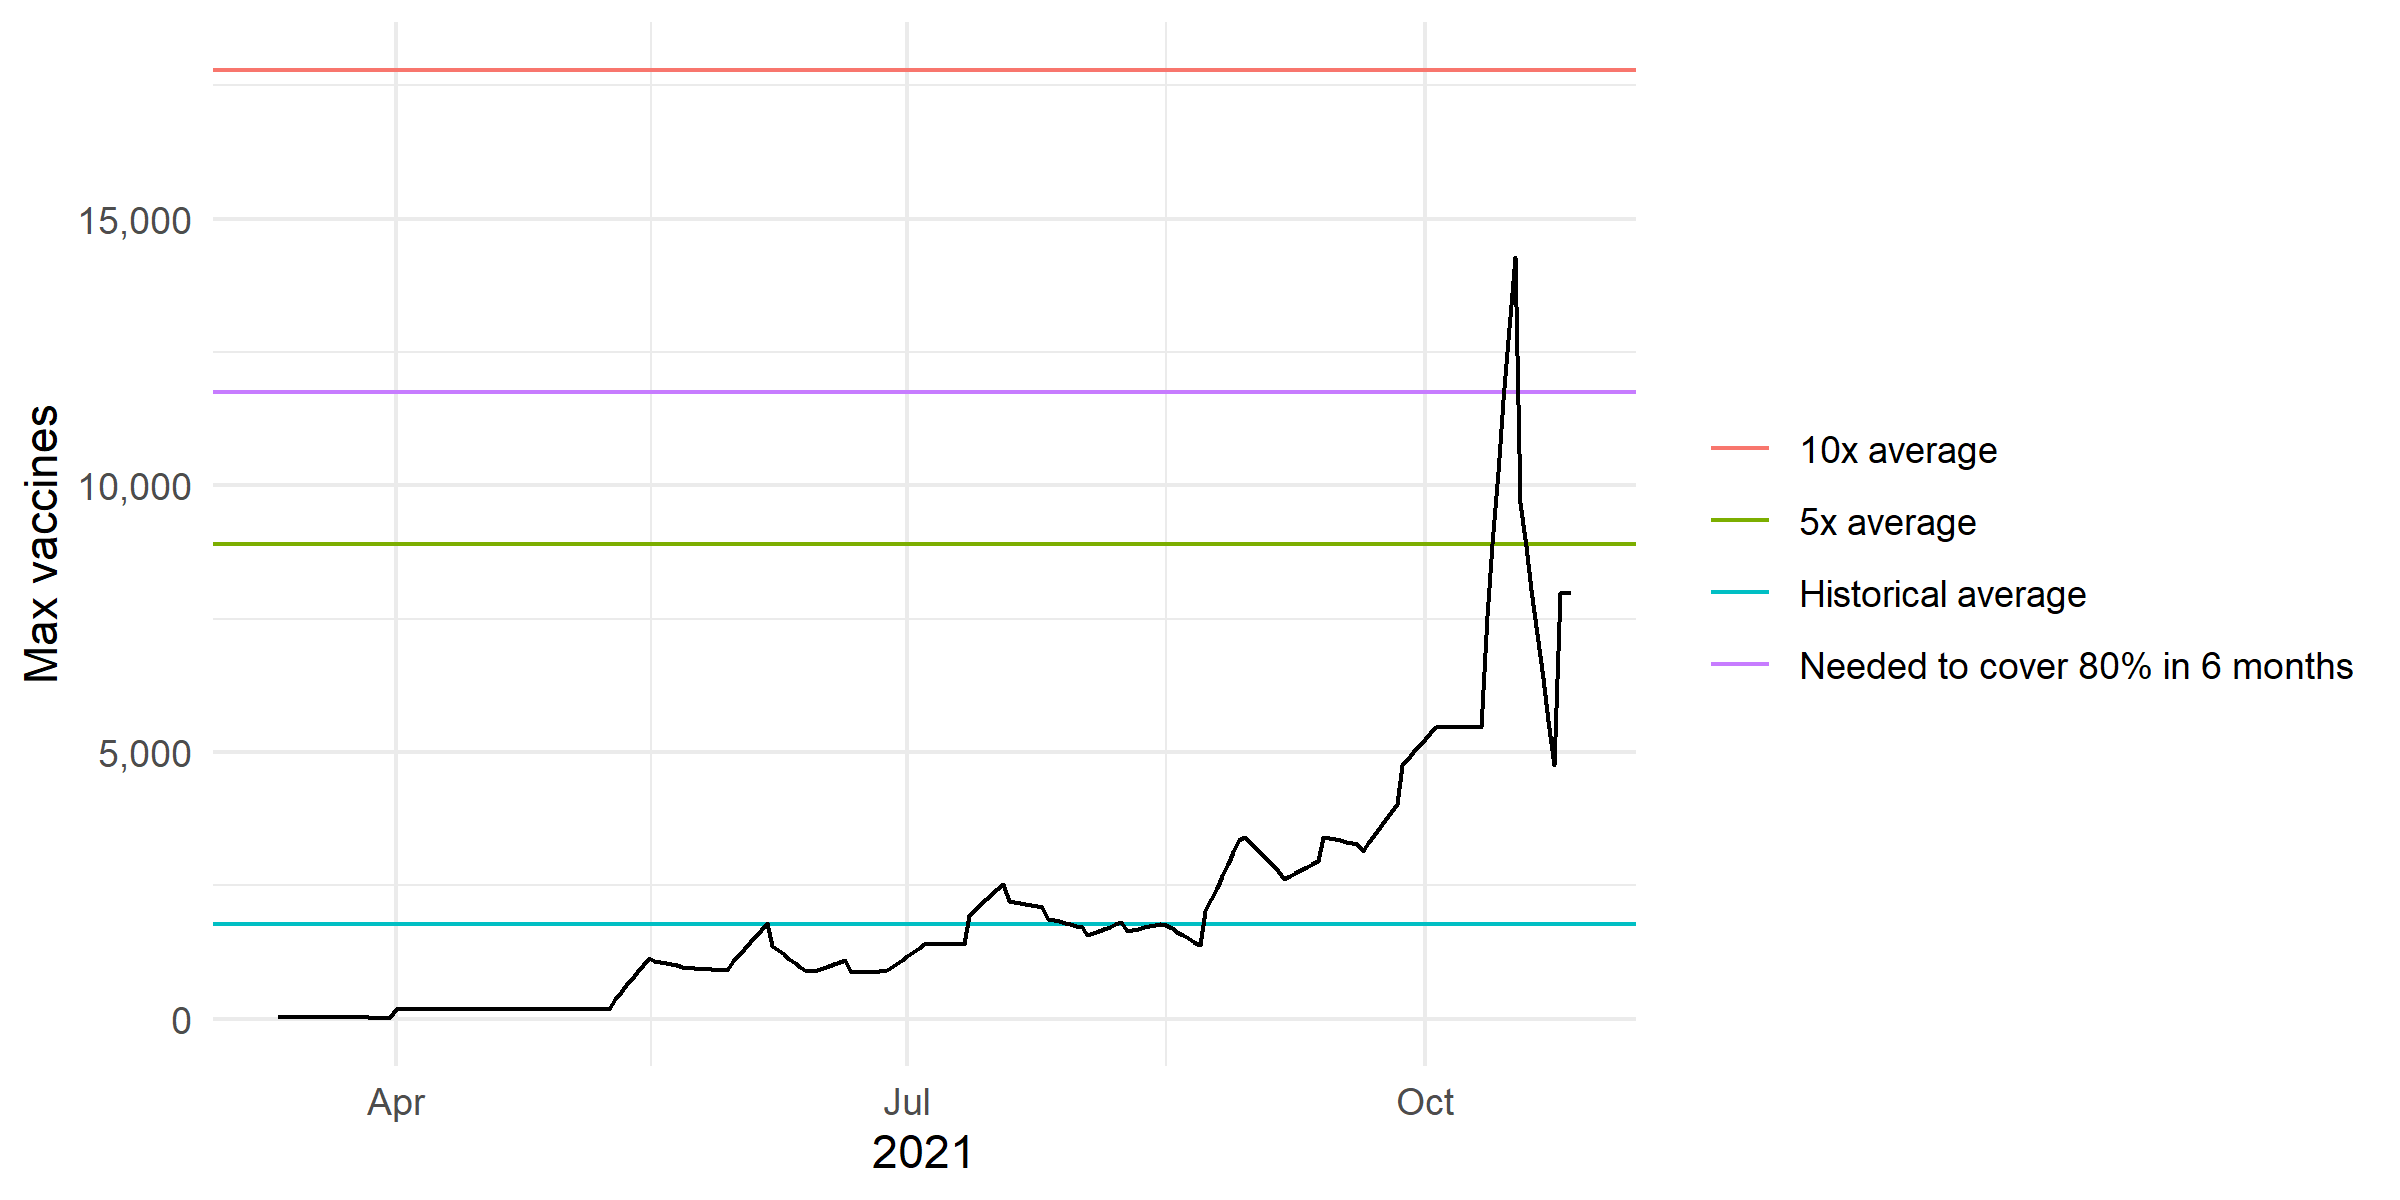 Max vaccines
15,000
10,000
5,000
0
Apr
Jul
Oct
2021
10x average
5x average
Historical average
Needed to cover 80% in 6 months